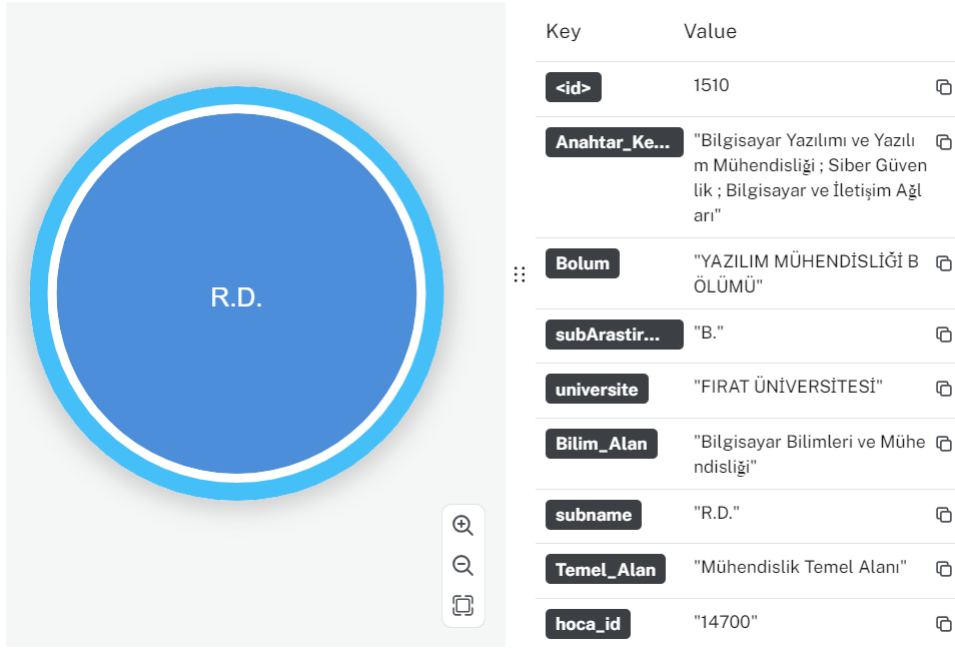 R.D.
Key Value
<id> 1510
Anahtar_Ke... "Bilgisayar Yazılımı ve Yazılı
m Mühendisliği ; Siber Güven
lik ; Bilgisayar ve İletişim Ağl
arı"
Bolum "YAZILIM MÜHENDİSLİĞİ B
ÖLÜMÜ"
subArastir... "B."
universite "FIRAT ÜNİVERSİTESİ"
Bilim_Alan "Bilgisayar Bilimleri ve Mühe
ndisliği"
subname "R.D."
Temel_Alan "Mühendislik Temel Alanı"
hoca_id "14700"